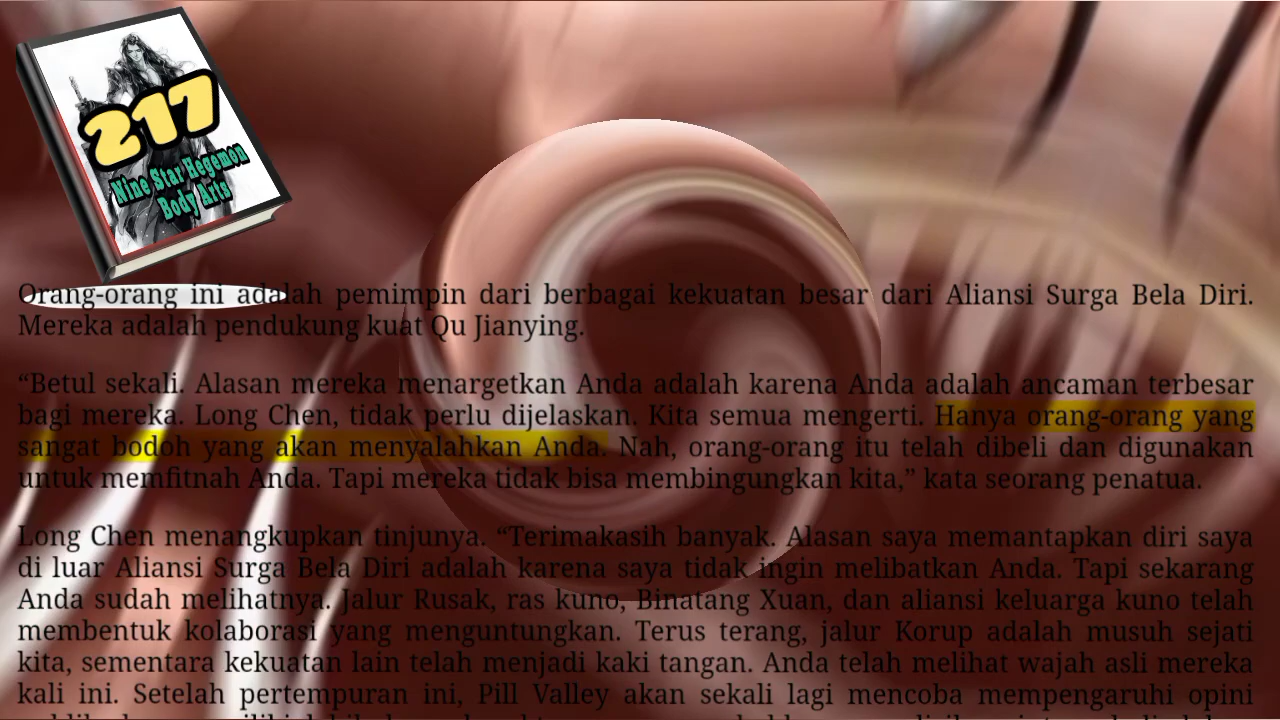 217
Nine Star Hegemon
Body Arts
Orang-orang ini adalah pemimpin dari berbagai kekuatan besar dari Aliansi Surga Bela Diri.
Mereka adalah pendukung kuat Qu Jianying.
“Betul sekali. Alasan mereka menargetkan Anda adalah karena Anda adalah ancaman terbesar
bagi mereka. Long Chen, tidak perlu dijelaskan. Kita semua mengerti. Hanya orang-orang yang
sangat bodoh yang akan menyalahkan Anda. Nah, orang-orang itu telah dibeli dan digunakan
untuk memfitnah Anda. Tapi mereka tidak bisa membingungkan kita,” kata seorang penatua.
Long Chen menangkupkan tinjunya. “Terimakasih banyak. Alasan saya memantapkan diri saya
di luar Aliansi Surga Bela Diri adalah karena saya tidak ingin melibatkan Anda. Tapi sekarang
Anda sudah melihatnya. Jalur Rusak, ras kuno, Binatang Xuan, dan aliansi keluarga kuno telah
membentuk kolaborasi yang menguntungkan. Terus terang, jalur Korup adalah musuh sejati
kita, sementara kekuatan lain telah menjadi kaki tangan. Anda telah melihat wajah asli mereka
kali ini. Setelah pertempuran ini, Pill Valley akan sekali lagi mencoba mempengaruhi opini